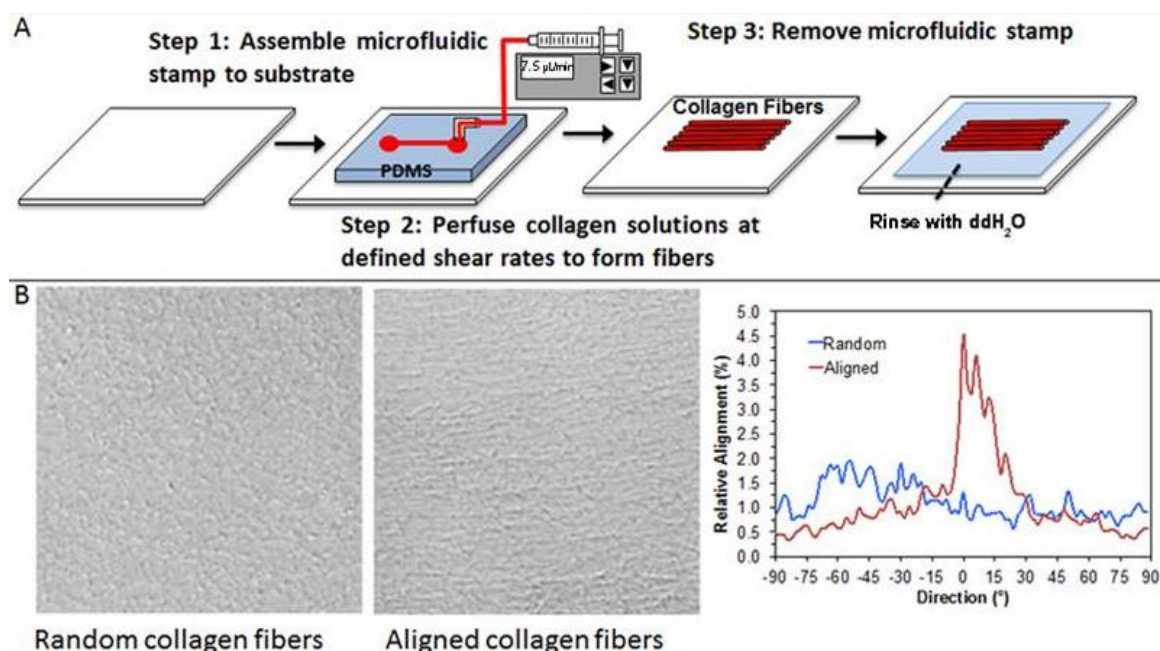 A
Step 1: Assemble microfluidic
stamp to substrate
7.5 µL/min
PDMS
Step 2: Perfuse collagen solutions at
defined shear rates to form fibers
Collagen Fibers
Step 3: Remove microfluidic stamp
Rinse with ddH₂O
B
Random collagen fibers
Aligned collagen fibers
Relative Alignment (%)
5.0
4.5
4.0
3.5
3.0
2.5
2.0
1.5
1.0
0.5
0.0
Random
Aligned
-90 -75 -60 -45 -30 -15 0 15 30 45 60 75 90
Direction (°)